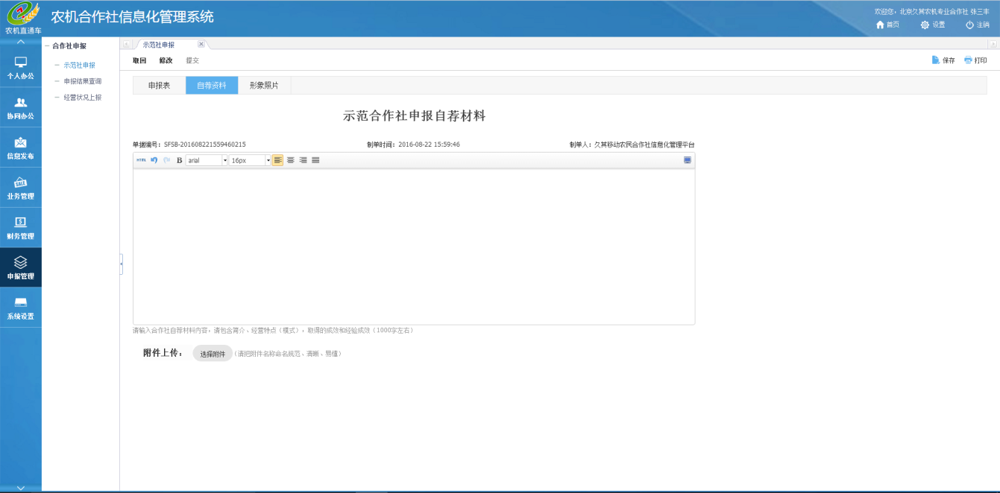 农机合作社信息化管理系统
农机直通车
欢迎您，北京久其农机专业合作社 张三丰
首页 设置 注销
个人办公
协同办公
信息发布
业务管理
财务管理
申报管理
系统设置
合作社申报
示范社申报
申报结果查询
经营状况上报
示范社申报
取回 修改 提交
保存 打印
申报表 自荐资料 形象照片
示范合作社申报自荐材料
单据编号：SFSB-201608221559460215 制单时间：2016-08-22 15:59:46 制单人：久其移动农民合作社信息化管理平台
HTML B arial 16px
请输入合作社自荐材料内容，请包含简介、经营特点（模式），取得的成效和经验成效（1000字左右）
附件上传： 选择附件 （请把附件名称命名规范、清晰、易懂）